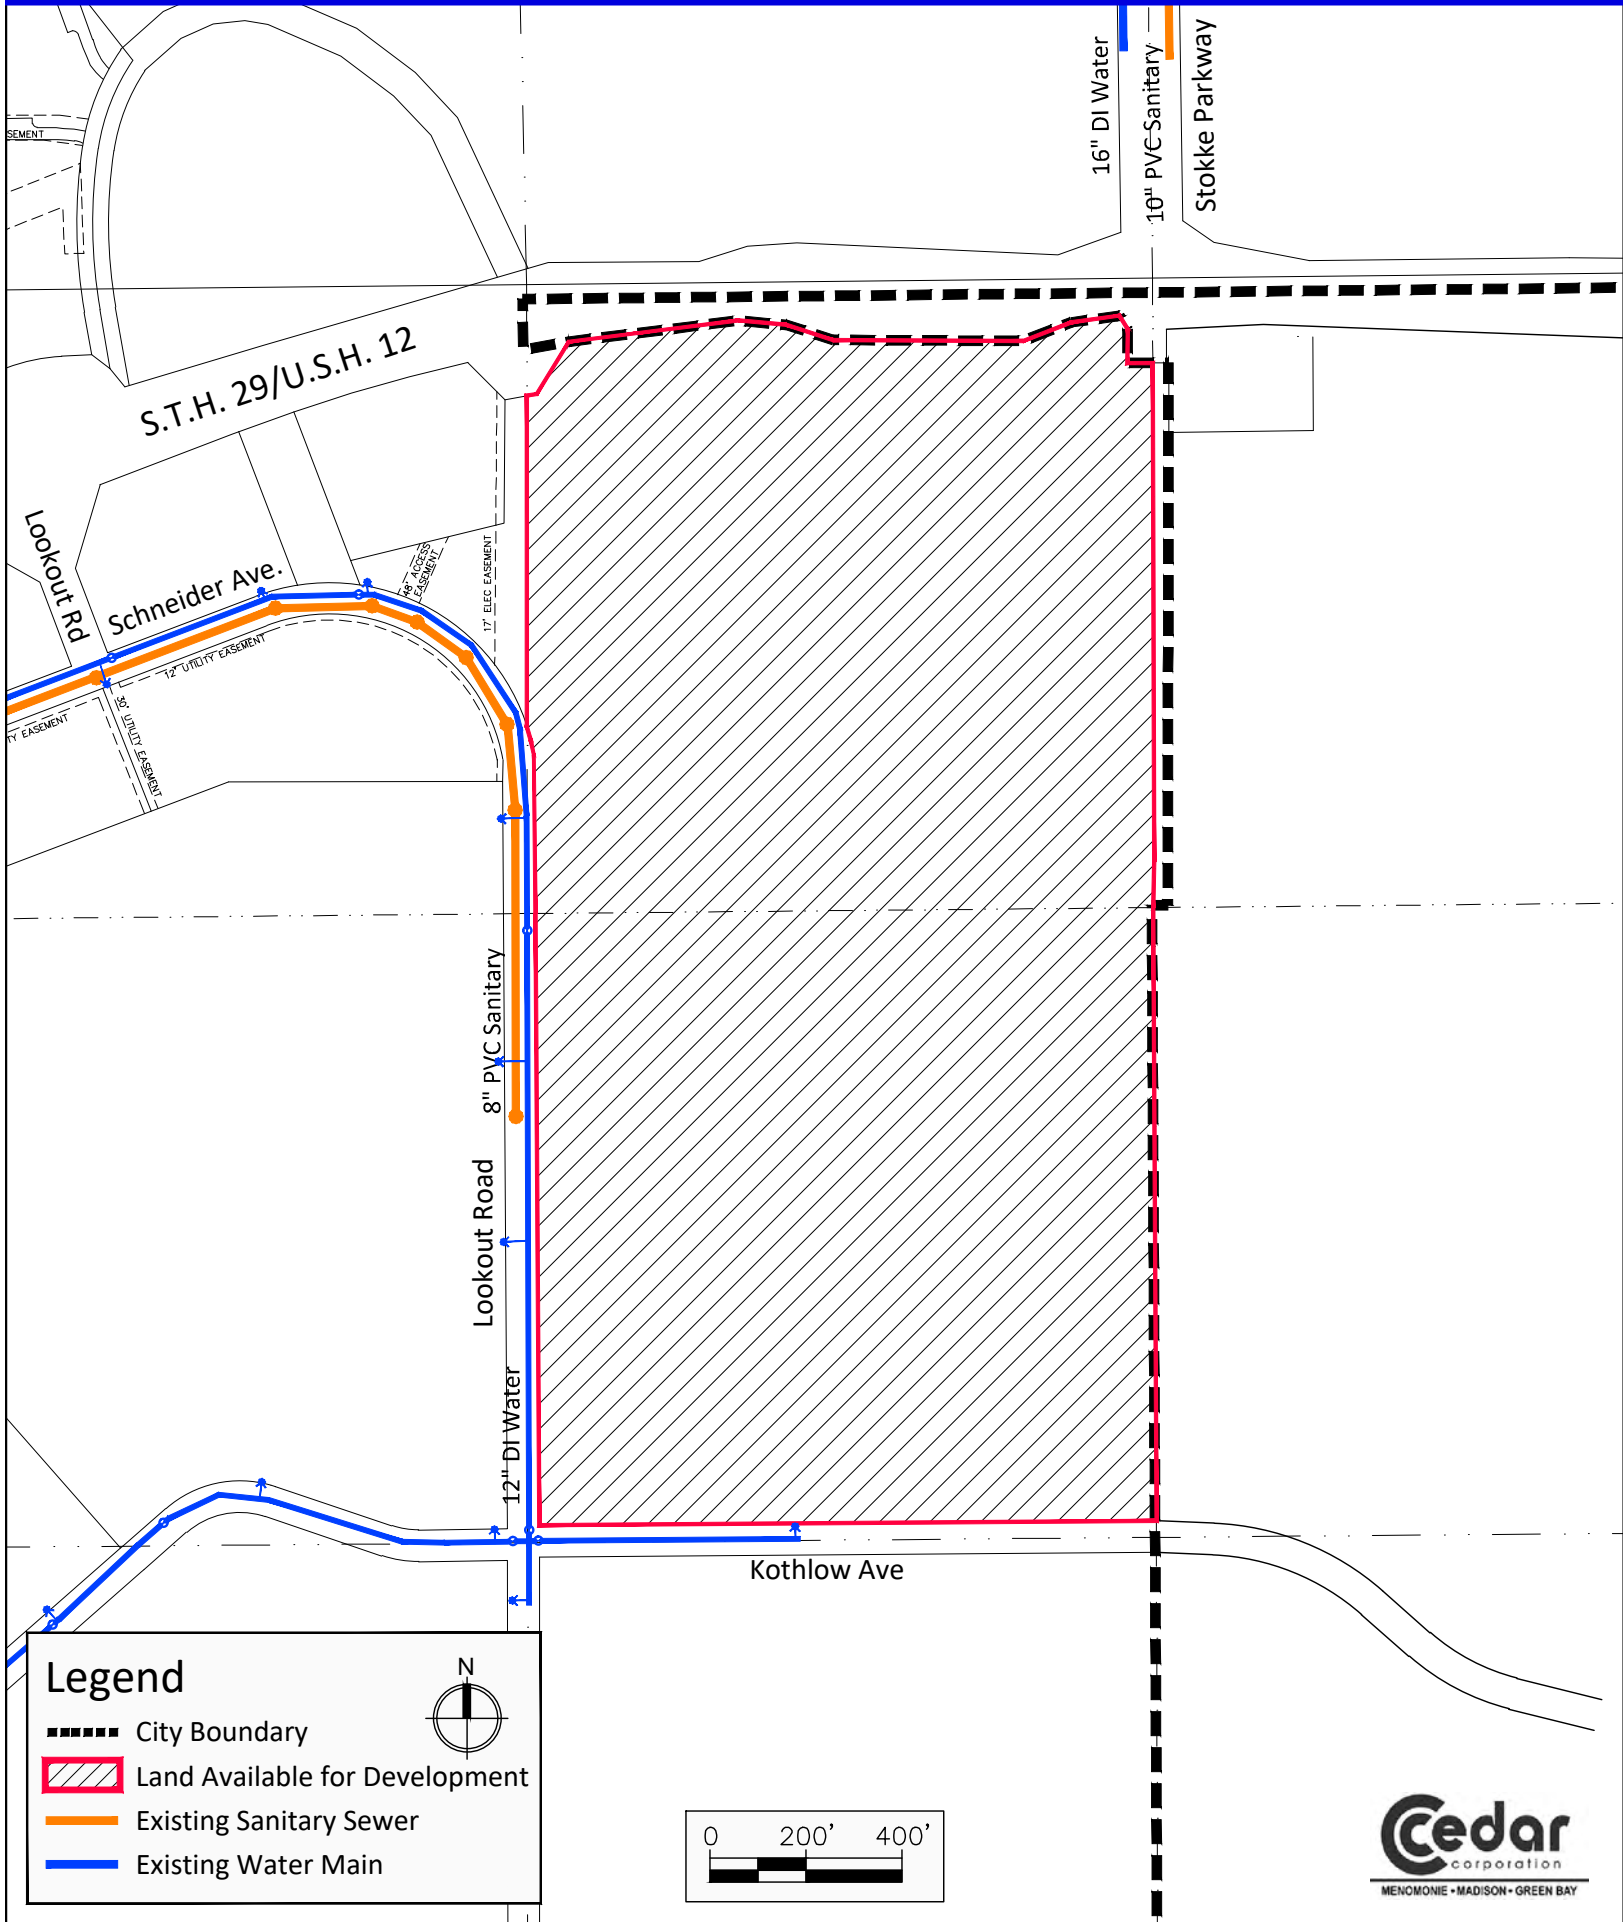 16" DI Water
10" PVC Sanitary
Stokke Parkway
SEMENT
S.T.H. 29/U.S.H. 12
Lookout Rd
Schneider Ave.
48' ACCESS
EASEMENT
17' ELEC EASEMENT
12' UTILITY EASEMENT
30' UTILITY EASEMENT
TY EASEMENT
8" PVC Sanitary
Lookout Road
12" DI Water
Kothlow Ave
Legend
N
City Boundary
Land Available for Development
Existing Sanitary Sewer
Existing Water Main
0 200' 400'
Cedar
corporation
MENOMONIE • MADISON • GREEN BAY